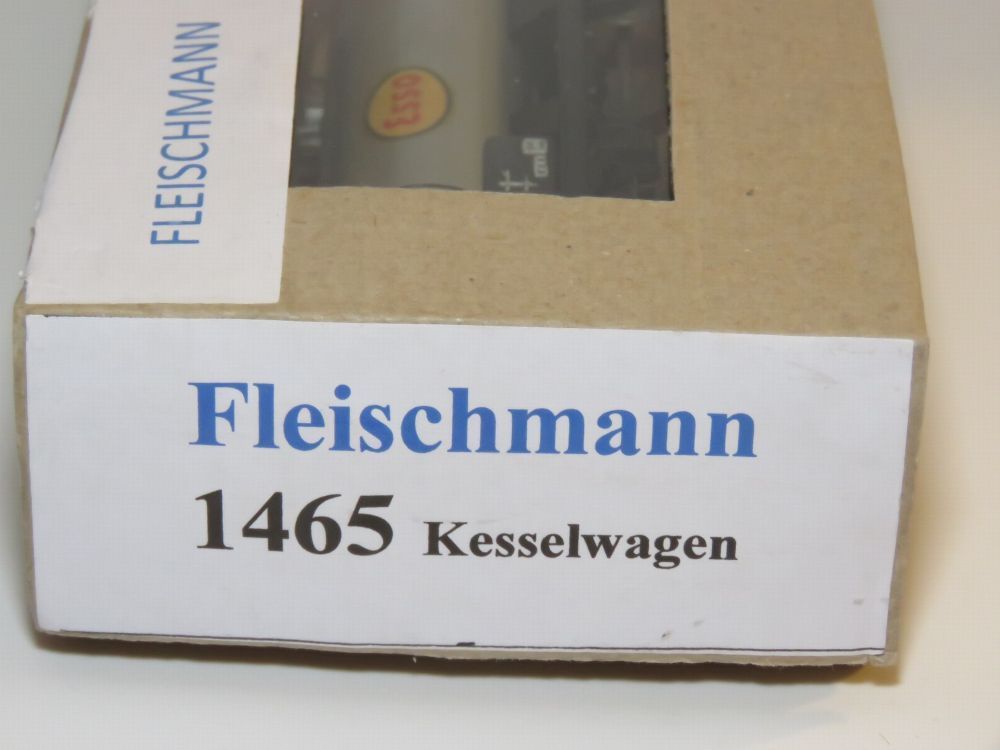 FLEISCHMANN
Esso
Fleischmann
1465 Kesselwagen